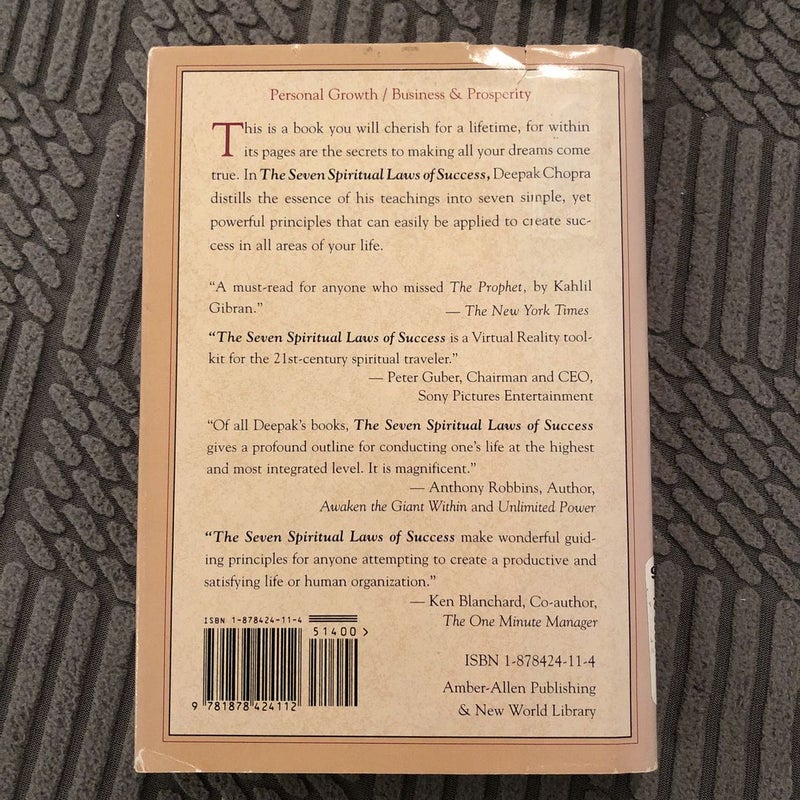 Personal Growth / Business & Prosperity
This is a book you will cherish for a lifetime, for within
its pages are the secrets to making all your dreams come
true. In The Seven Spiritual Laws of Success, Deepak Chopra
distills the essence of his teachings into seven simple, yet
powerful principles that can easily be applied to create suc-
cess in all areas of your life.
“A must-read for anyone who missed The Prophet, by Kahlil
Gibran.” — The New York Times
“The Seven Spiritual Laws of Success is a Virtual Reality tool-
kit for the 21st-century spiritual traveler.”
— Peter Guber, Chairman and CEO,
Sony Pictures Entertainment
“Of all Deepak’s books, The Seven Spiritual Laws of Success
gives a profound outline for conducting one’s life at the highest
and most integrated level. It is magnificent.”
— Anthony Robbins, Author,
Awaken the Giant Within and Unlimited Power
“The Seven Spiritual Laws of Success make wonderful guid-
ing principles for anyone attempting to create a productive and
satisfying life or human organization.”
— Ken Blanchard, Co-author,
The One Minute Manager
ISBN 1-878424-11-4
51400>
9 781878 424112
ISBN 1-878424-11-4
Amber-Allen Publishing
& New World Library